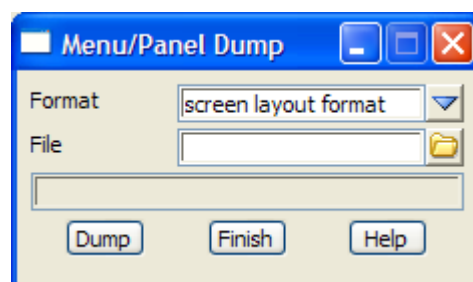 Menu/Panel Dump
Format screen layout format
File
Dump Finish Help